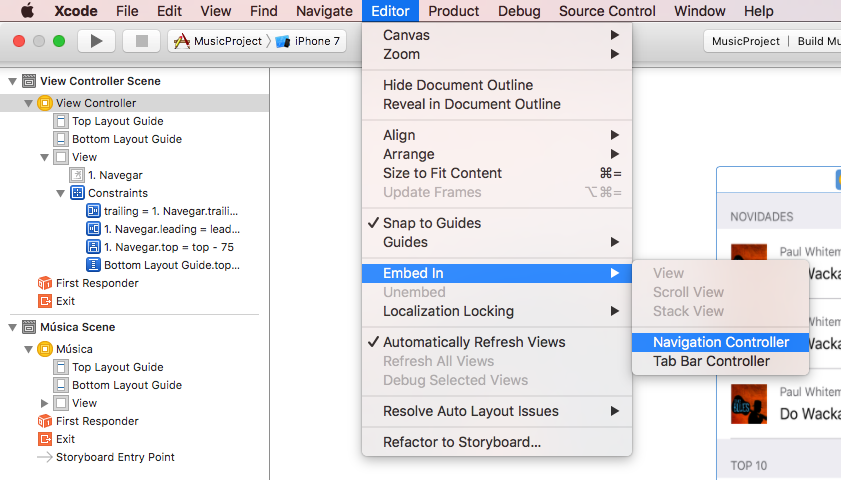 Xcode File Edit View Find Navigate Editor Product Debug Source Control Window Help
MusicProject iPhone 7 MusicProject | Build Mu
View Controller Scene
View Controller
Top Layout Guide
Bottom Layout Guide
View
1. Navegar
Constraints
trailing = 1. Navegar.traili...
1. Navegar.leading = lead...
1. Navegar.top = top - 75
Bottom Layout Guide.top...
First Responder
Exit
Música Scene
Música
Top Layout Guide
Bottom Layout Guide
View
First Responder
Exit
Storyboard Entry Point
Canvas
Zoom
Hide Document Outline
Reveal in Document Outline
Align
Arrange
Size to Fit Content ⌘=
Update Frames ⌥⌘=
✓ Snap to Guides
Guides
Embed In
Unembed
Localization Locking
✓ Automatically Refresh Views
Refresh All Views
Debug Selected Views
Resolve Auto Layout Issues
Refactor to Storyboard...
View
Scroll View
Stack View
Navigation Controller
Tab Bar Controller
NOVIDADES
Paul Whitem
Do Wacka
Paul Whitem
Do Wacka
TOP 10